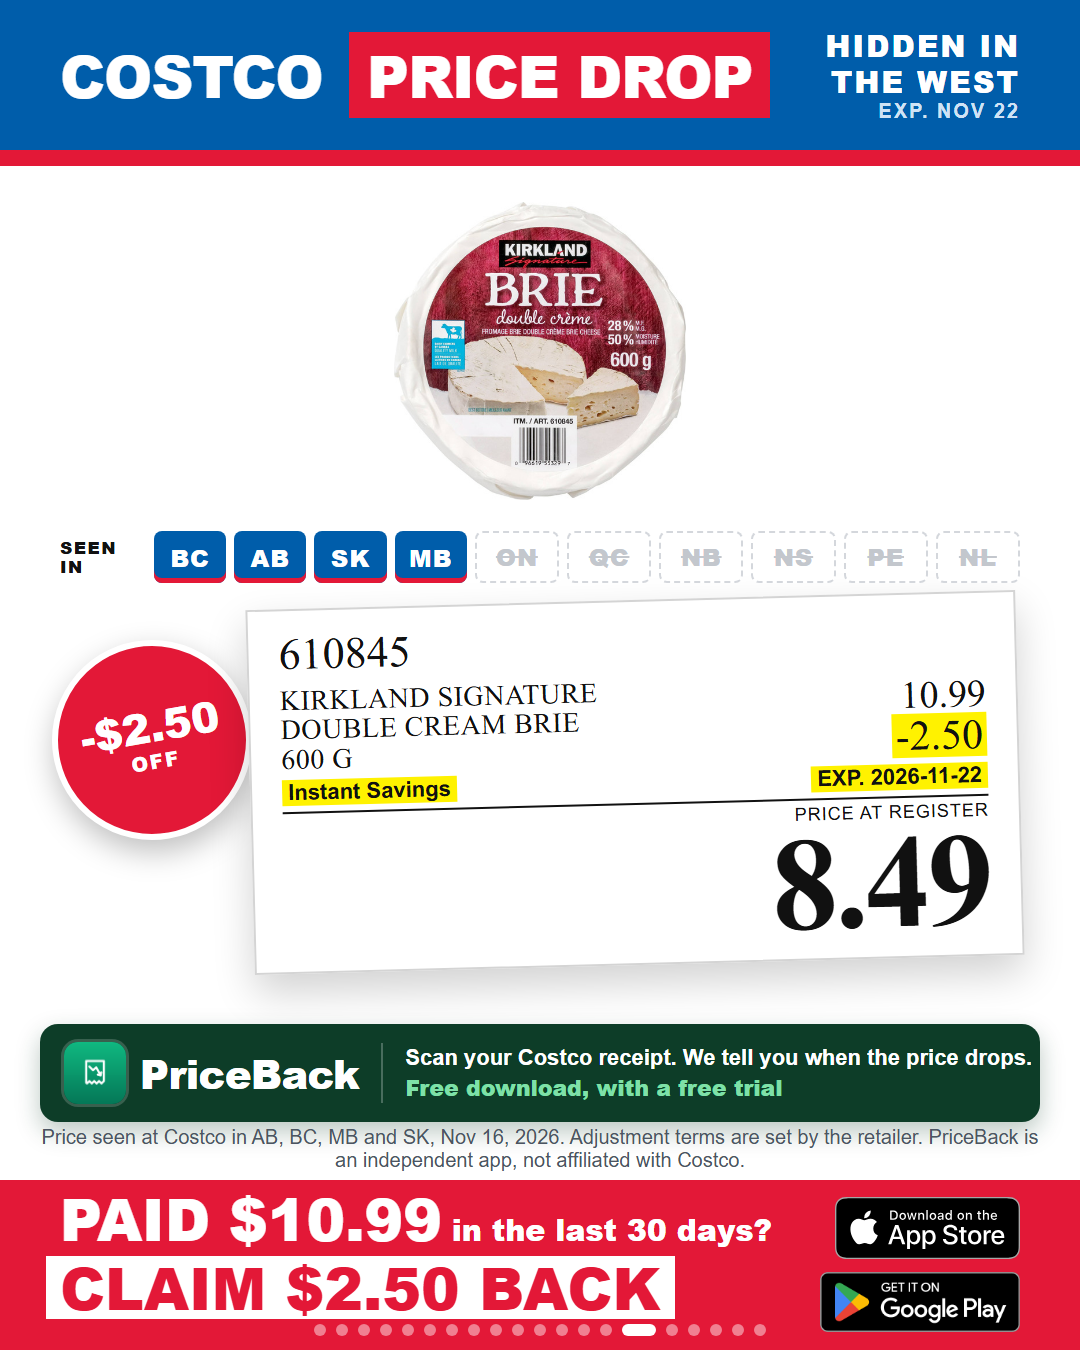 COSTCO PRICE DROP
HIDDEN IN
THE WEST
EXP. NOV 22
KIRKLAND
Signature
BRIE
double crème
FROMAGE BRIE DOUBLE CRÈME BRIE CHEESE
28% M.F. M.G.
50% MOISTURE HUMIDITÉ
600 g
ITM. / ART. 610845
SEEN
IN
BC AB SK MB ON QC NB NS PE NL
610845
KIRKLAND SIGNATURE
DOUBLE CREAM BRIE
600 G
Instant Savings
10.99
-2.50
EXP. 2026-11-22
PRICE AT REGISTER
8.49
-$2.50
OFF
PriceBack
Scan your Costco receipt. We tell you when the price drops.
Free download, with a free trial
Price seen at Costco in AB, BC, MB and SK, Nov 16, 2026. Adjustment terms are set by the retailer. PriceBack is
an independent app, not affiliated with Costco.
PAID $10.99 in the last 30 days?
CLAIM $2.50 BACK
Download on the
App Store
GET IT ON
Google Play